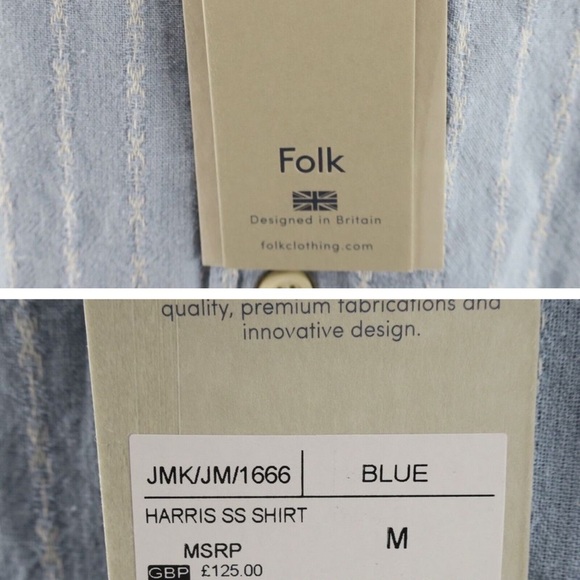 Folk
Designed in Britain
folkclothing.com
quality, premium fabrications and
innovative design.
JMK/JM/1666
BLUE
HARRIS SS SHIRT
M
MSRP
GBP £125.00